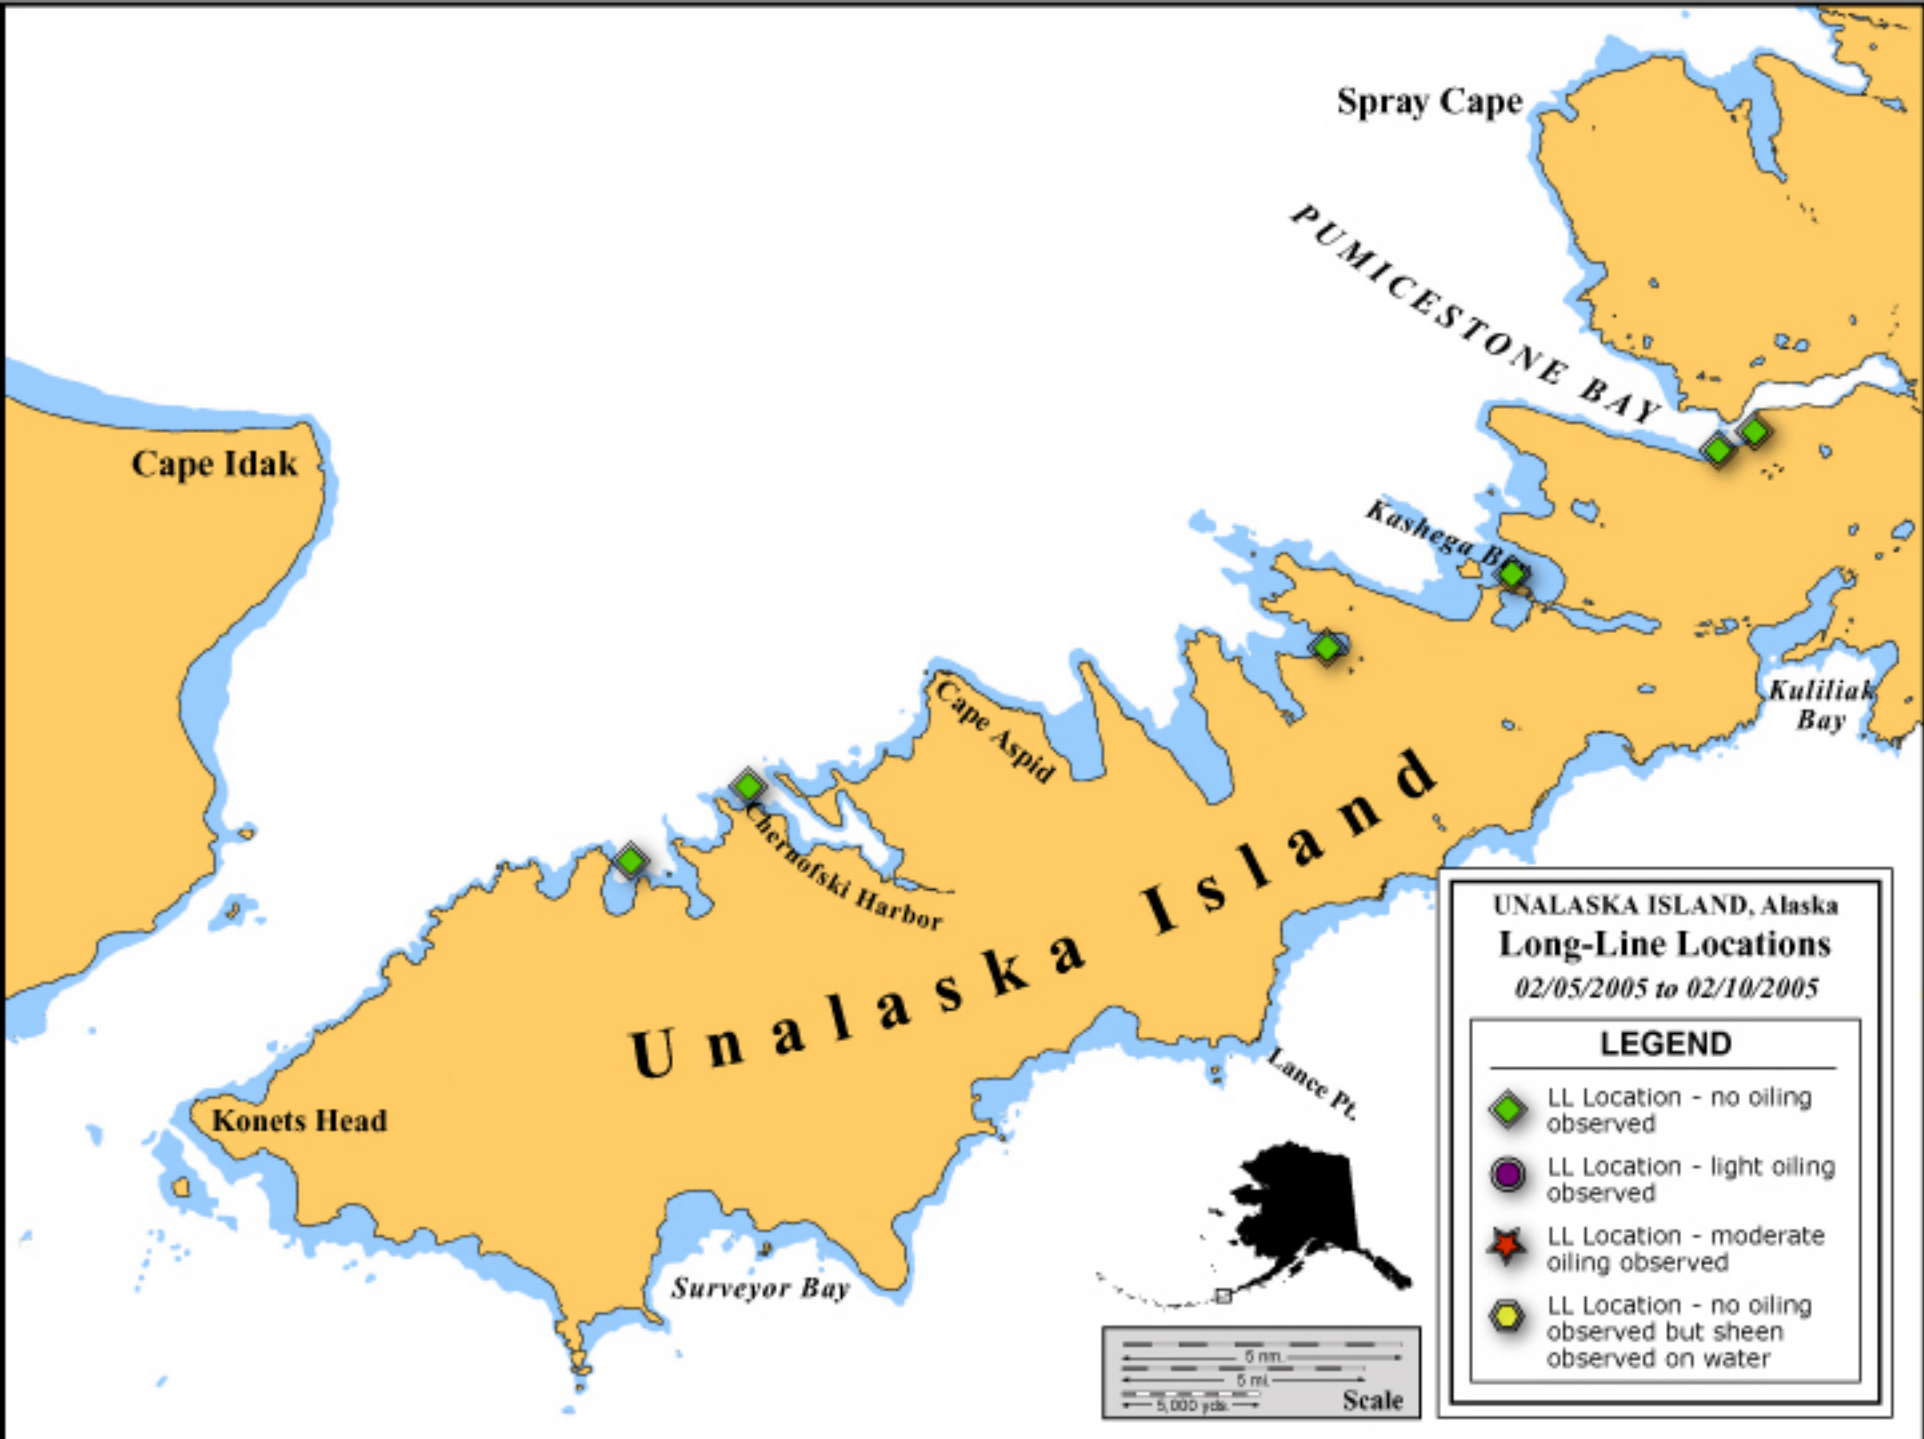 Spray Cape
PUMICESTONE BAY
Cape Idak
Kashega Bay
Kuliliak
Bay
Cape Aspid
Chernofski Harbor
Unalaska Island
Lance Pt.
Konets Head
Surveyor Bay
UNALASKA ISLAND, Alaska
Long-Line Locations
02/05/2005 to 02/10/2005
LEGEND
LL Location - no oiling
observed
LL Location - light oiling
observed
LL Location - moderate
oiling observed
LL Location - no oiling
observed but sheen
observed on water
5 nm.
5 mi.
5,000 yds.
Scale